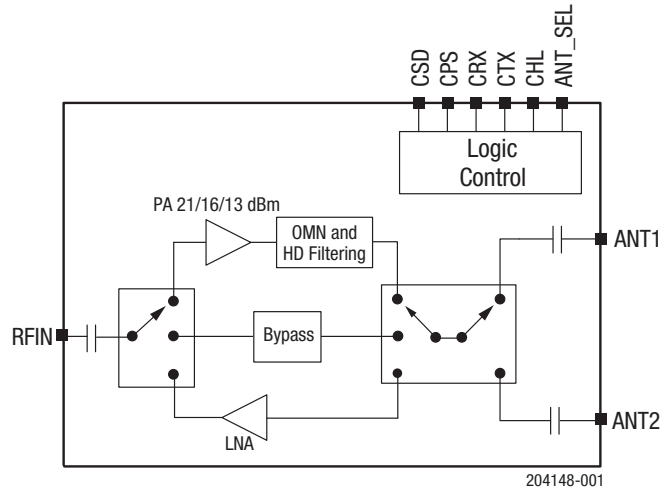 CSD
CPS
CRX
CTX
CHL
ANT_SEL
Logic
Control
PA 21/16/13 dBm
OMN and
HD Filtering
ANT1
RFIN
Bypass
LNA
ANT2
204148-001